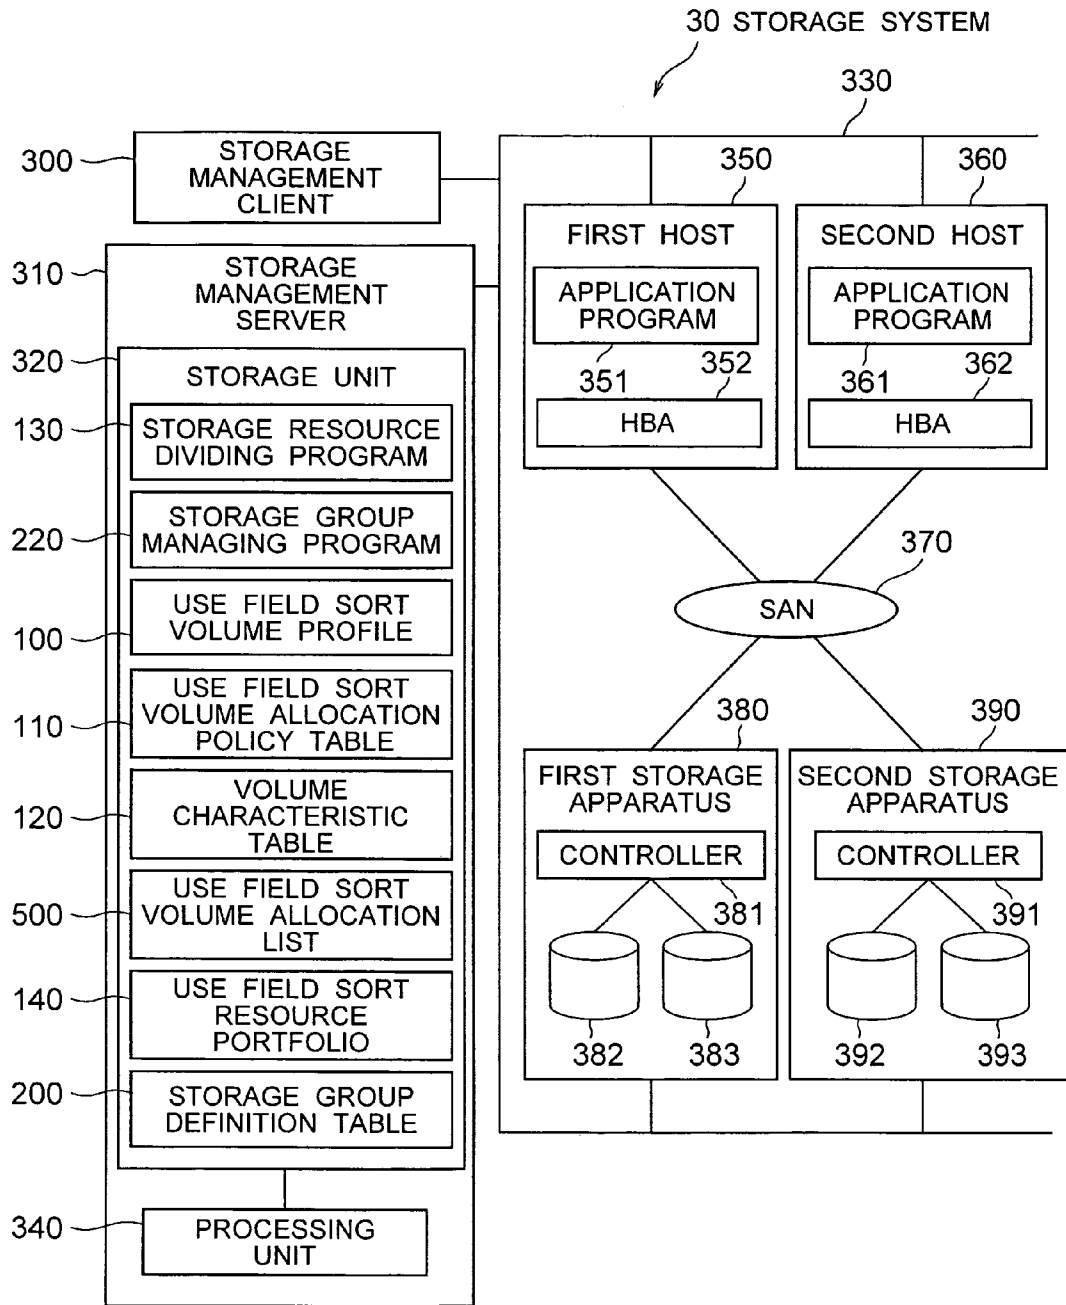 30 STORAGE SYSTEM
330
300
STORAGE
MANAGEMENT
CLIENT
350
360
FIRST HOST
SECOND HOST
310
STORAGE
MANAGEMENT
SERVER
APPLICATION
PROGRAM
APPLICATION
PROGRAM
351
352
361
362
HBA
HBA
320
STORAGE UNIT
130
STORAGE RESOURCE
DIVIDING PROGRAM
220
STORAGE GROUP
MANAGING PROGRAM
370
SAN
100
USE FIELD SORT
VOLUME PROFILE
110
USE FIELD SORT
VOLUME ALLOCATION
POLICY TABLE
380
390
120
VOLUME
CHARACTERISTIC
TABLE
FIRST STORAGE
APPARATUS
SECOND STORAGE
APPARATUS
CONTROLLER
CONTROLLER
381
391
500
USE FIELD SORT
VOLUME ALLOCATION
LIST
140
USE FIELD SORT
RESOURCE
PORTFOLIO
382
383
392
393
200
STORAGE GROUP
DEFINITION TABLE
340
PROCESSING
UNIT